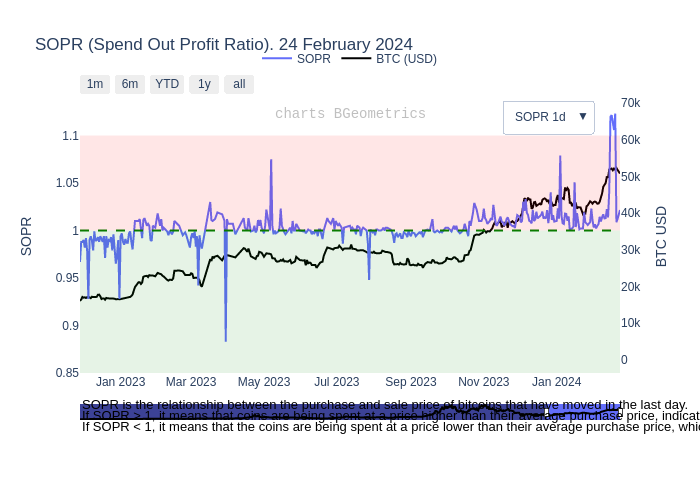 SOPR (Spend Out Profit Ratio). 24 February 2024
SOPR BTC (USD)
1m 6m YTD 1y all
charts BGeometrics
SOPR 1d ▼
70k
60k
50k
40k
30k
20k
10k
0
BTC USD
1.1
1.05
1
0.95
0.9
0.85
SOPR
Jan 2023 Mar 2023 May 2023 Jul 2023 Sep 2023 Nov 2023 Jan 2024
SOPR is the relationship between the purchase and sale price of bitcoins that have moved in the last day.
If SOPR > 1, it means that coins are being spent at a price higher than their average purchase price, indicat
If SOPR < 1, it means that the coins are being spent at a price lower than their average purchase price, whic